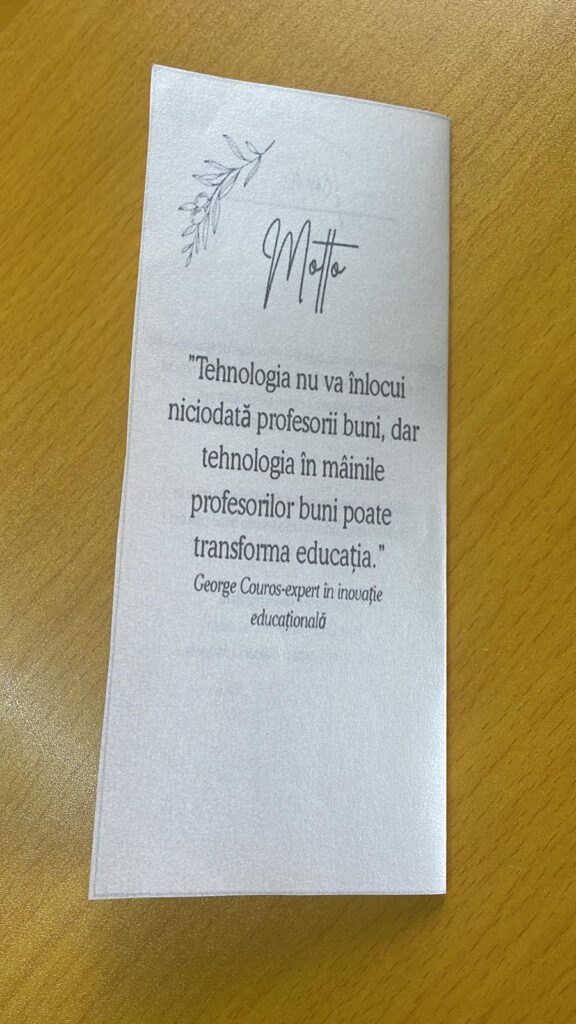 Motto
"Tehnologia nu va înlocui
niciodată profesorii buni, dar
tehnologia în mâinile
profesorilor buni poate
transforma educația."
George Couros-expert în inovație
educațională